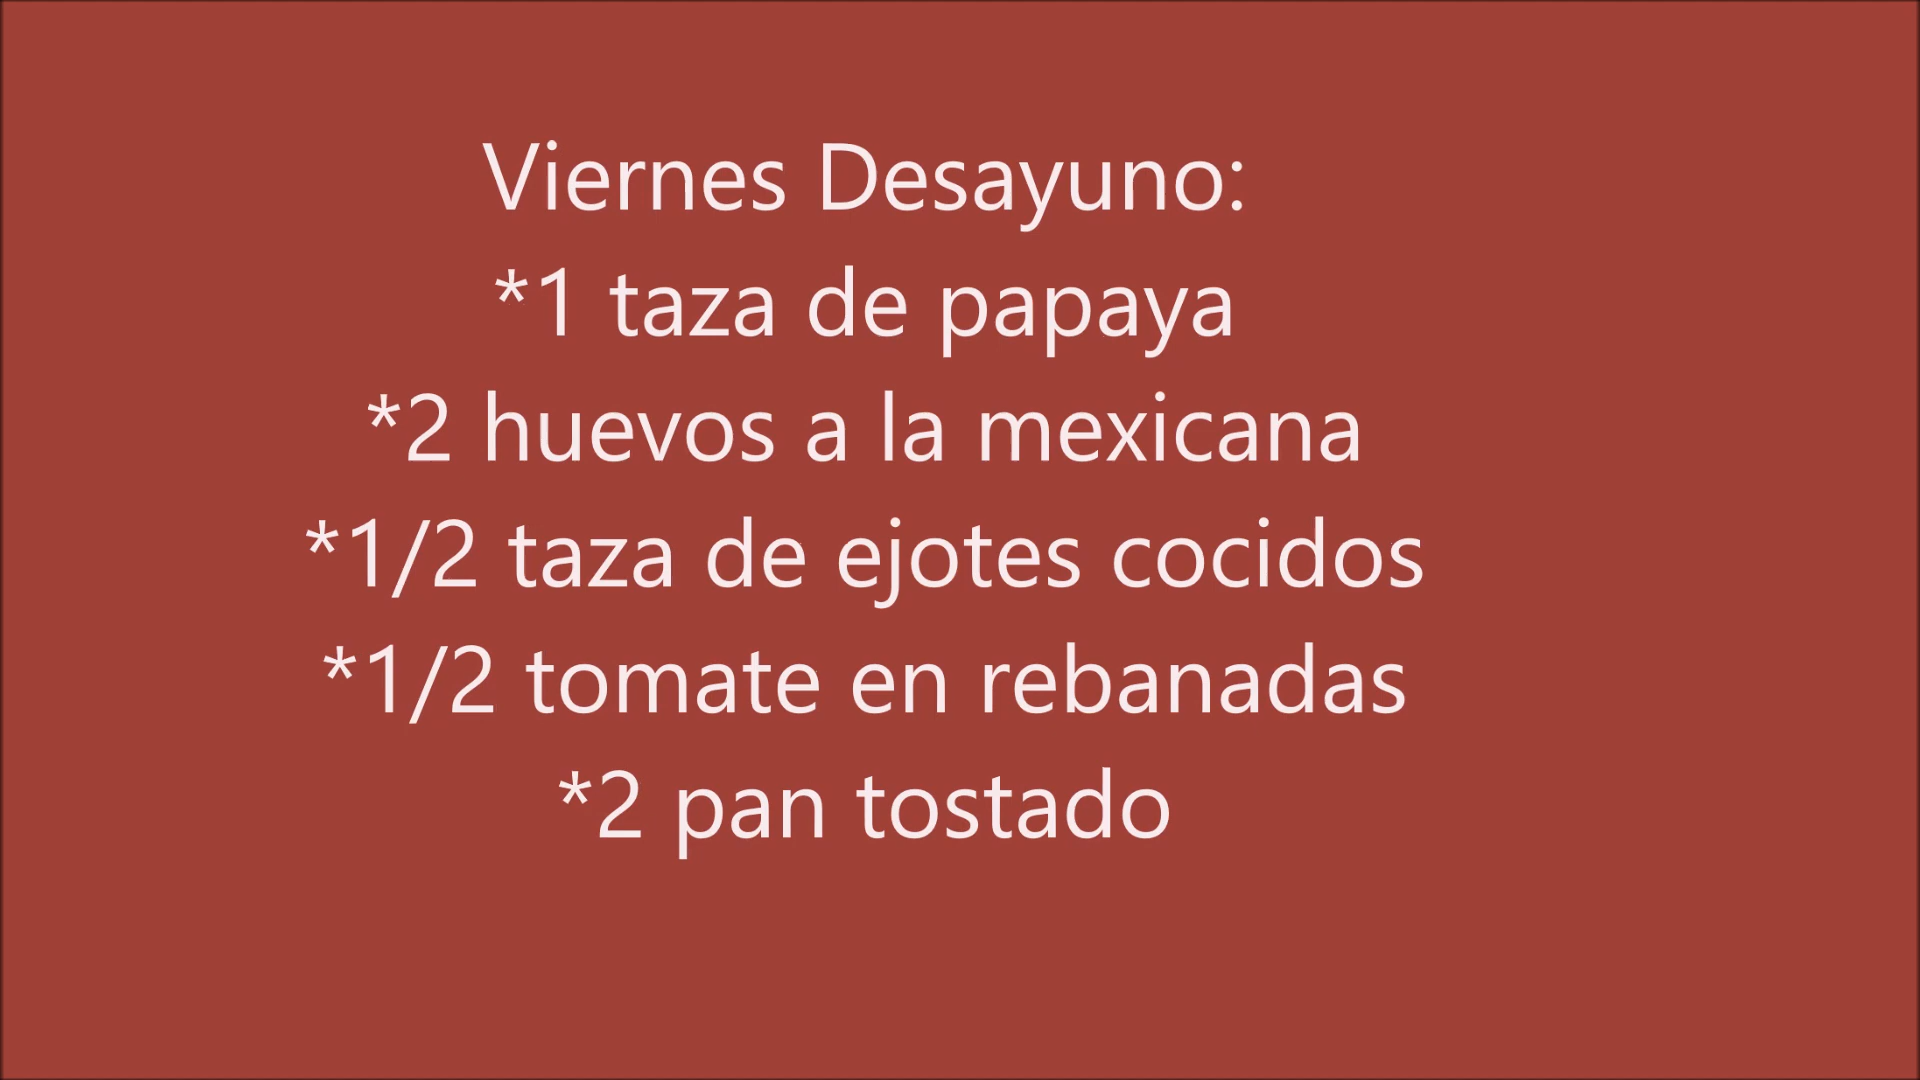 Viernes Desayuno:
*1 taza de papaya
*2 huevos a la mexicana
*1/2 taza de ejotes cocidos
*1/2 tomate en rebanadas
*2 pan tostado